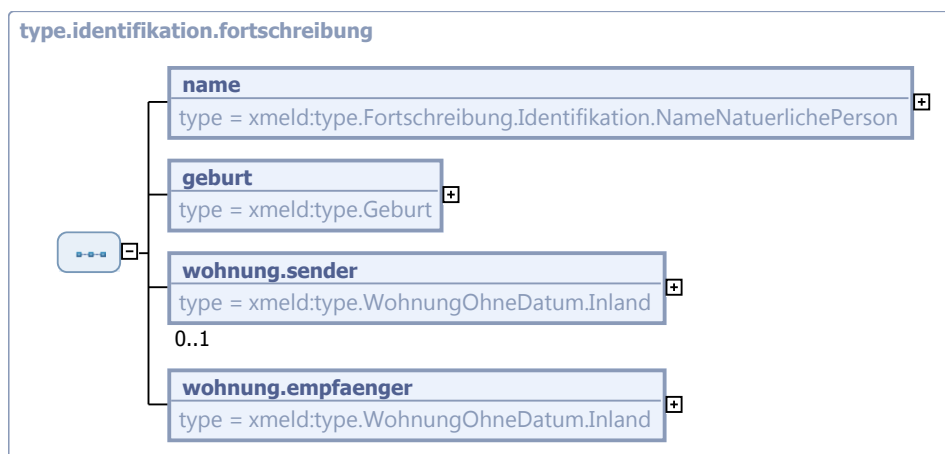 type.identifikation.fortschreibung
name
type = xmeld:type.Fortschreibung.Identifikation.NameNatuerlichePerson
geburt
type = xmeld:type.Geburt
wohnung.sender
type = xmeld:type.WohnungOhneDatum.Inland
0..1
wohnung.empfaenger
type = xmeld:type.WohnungOhneDatum.Inland